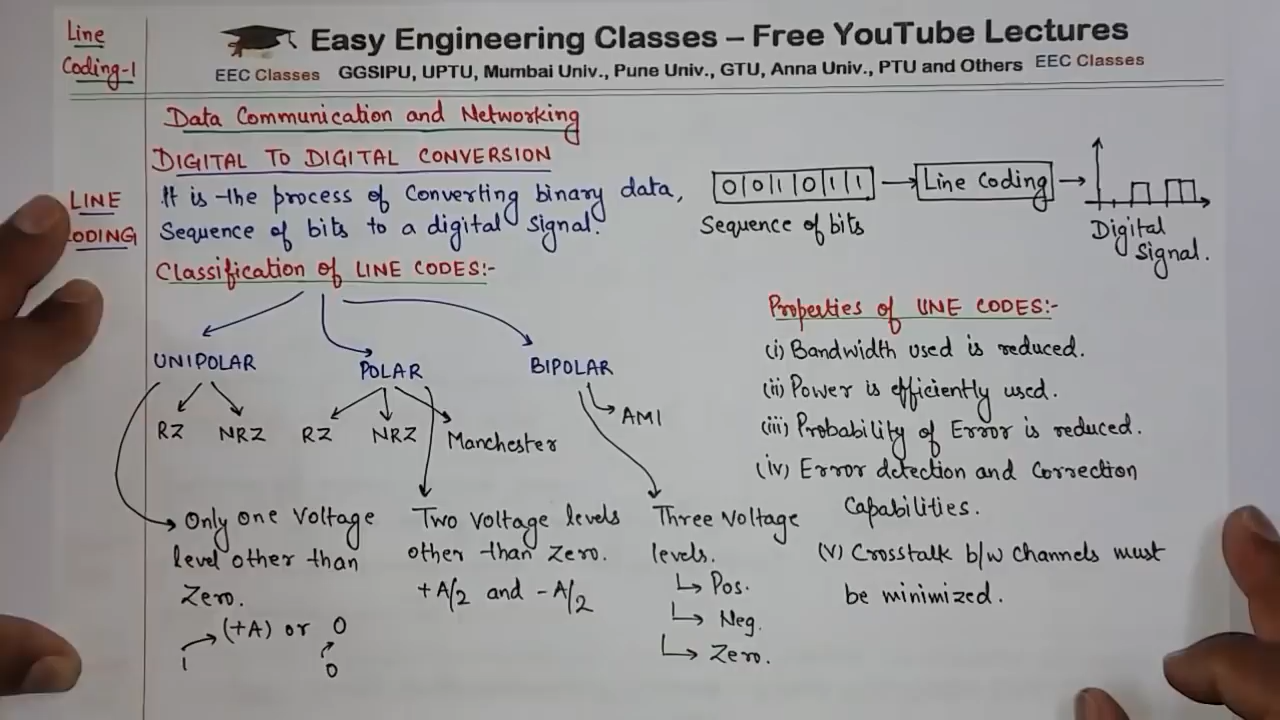 Line
Coding-1
Easy Engineering Classes – Free YouTube Lectures
EEC Classes GGSIPU, UPTU, Mumbai Univ., Pune Univ., GTU, Anna Univ., PTU and Others EEC Classes
Data Communication and Networking
DIGITAL TO DIGITAL CONVERSION
LINE
ODING
It is the process of converting binary data,
Sequence of bits to a digital signal.
0 0 1 0 1 1
Line Coding
Sequence of bits
Digital
Signal.
Classification of LINE CODES:-
UNIPOLAR
POLAR
BIPOLAR
RZ
NRZ
RZ
NRZ
Manchester
AMI
Only one Voltage
level other than
Zero.
(+A) or 0
1
0
Two Voltage levels
other than Zero.
+A/2 and -A/2
Three Voltage
levels.
Pos.
Neg.
Zero.
Properties of LINE CODES:-
(i) Bandwidth used is reduced.
(ii) Power is efficiently used.
(iii) Probability of Error is reduced.
(iv) Error detection and Correction
Capabilities.
(v) Crosstalk b/w channels must
be minimized.